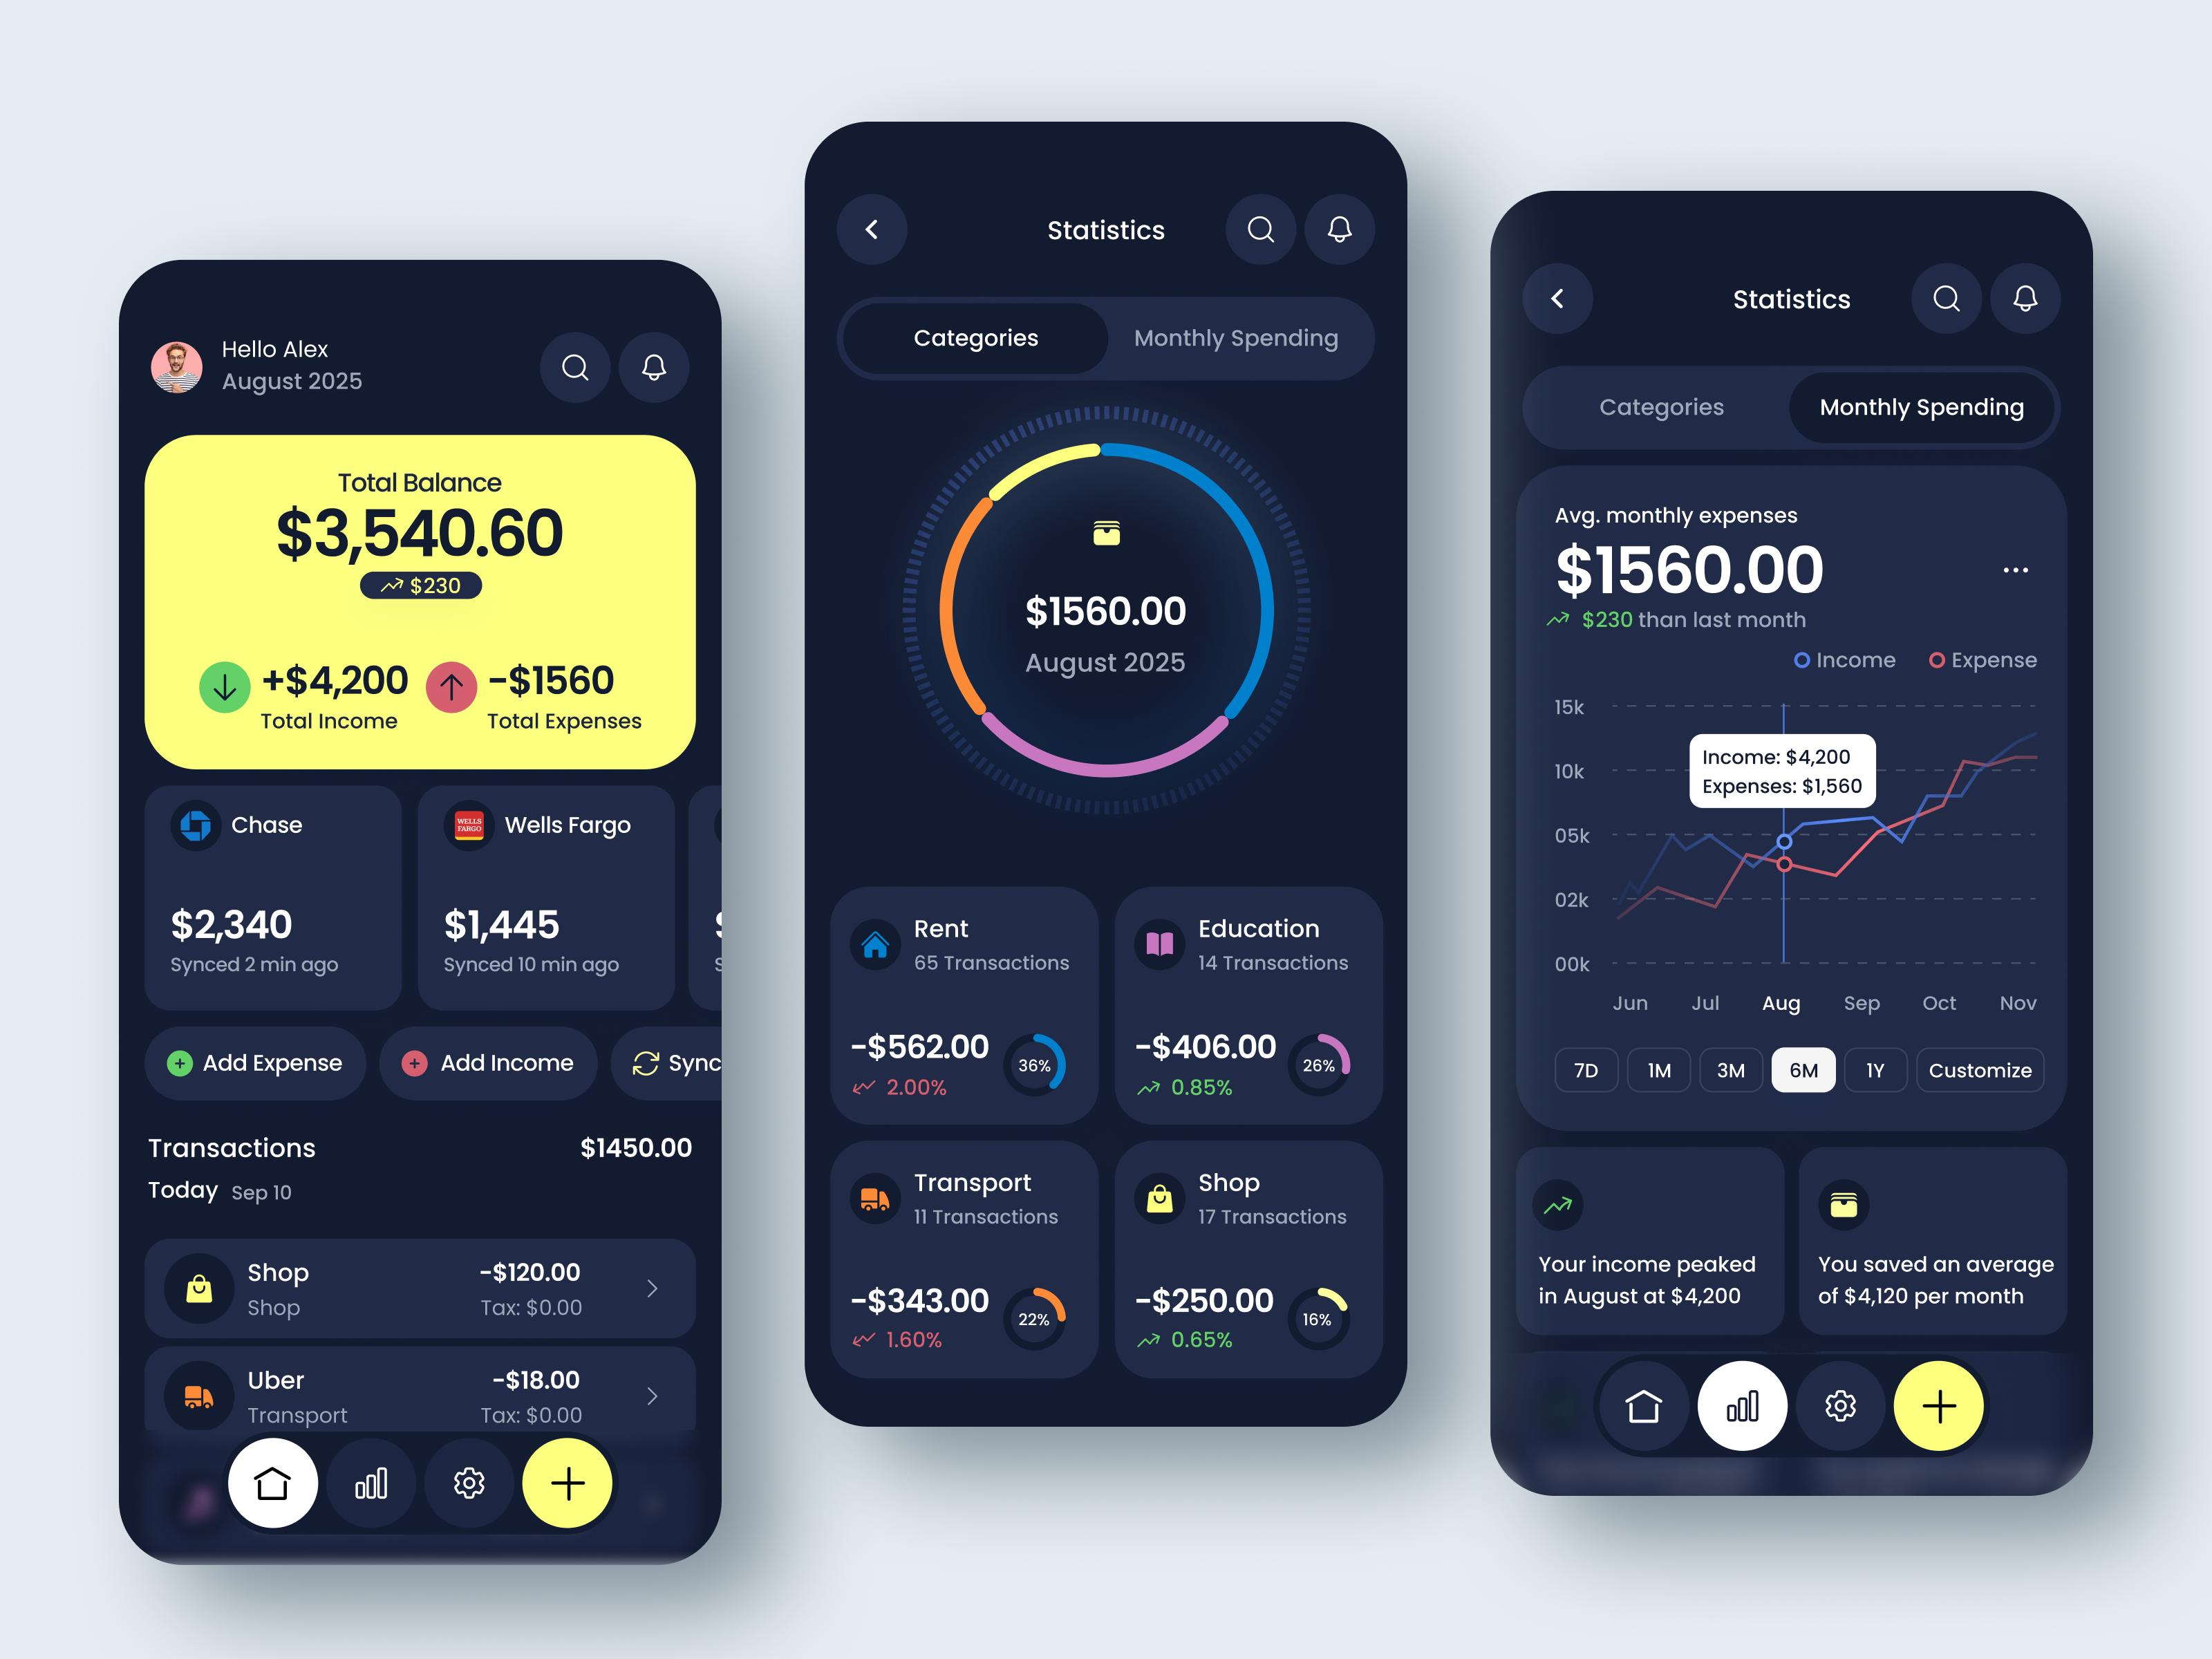 Hello Alex
August 2025
Total Balance
$3,540.60
$230
+$4,200
Total Income
-$1560
Total Expenses
Chase
$2,340
Synced 2 min ago
WELLS
FARGO
Wells Fargo
$1,445
Synced 10 min ago
Add Expense
Add Income
Sync
Transactions
$1450.00
Today Sep 10
Shop
Shop
-$120.00
Tax: $0.00
Uber
Transport
-$18.00
Tax: $0.00
Statistics
Categories
Monthly Spending
$1560.00
August 2025
Rent
65 Transactions
-$562.00
2.00%
36%
Education
14 Transactions
-$406.00
0.85%
26%
Transport
11 Transactions
-$343.00
1.60%
22%
Shop
17 Transactions
-$250.00
0.65%
16%
Statistics
Categories
Monthly Spending
Avg. monthly expenses
$1560.00
$230 than last month
Income
Expense
15k
10k
05k
02k
00k
Income: $4,200
Expenses: $1,560
Jun
Jul
Aug
Sep
Oct
Nov
7D
1M
3M
6M
1Y
Customize
Your income peaked
in August at $4,200
You saved an average
of $4,120 per month